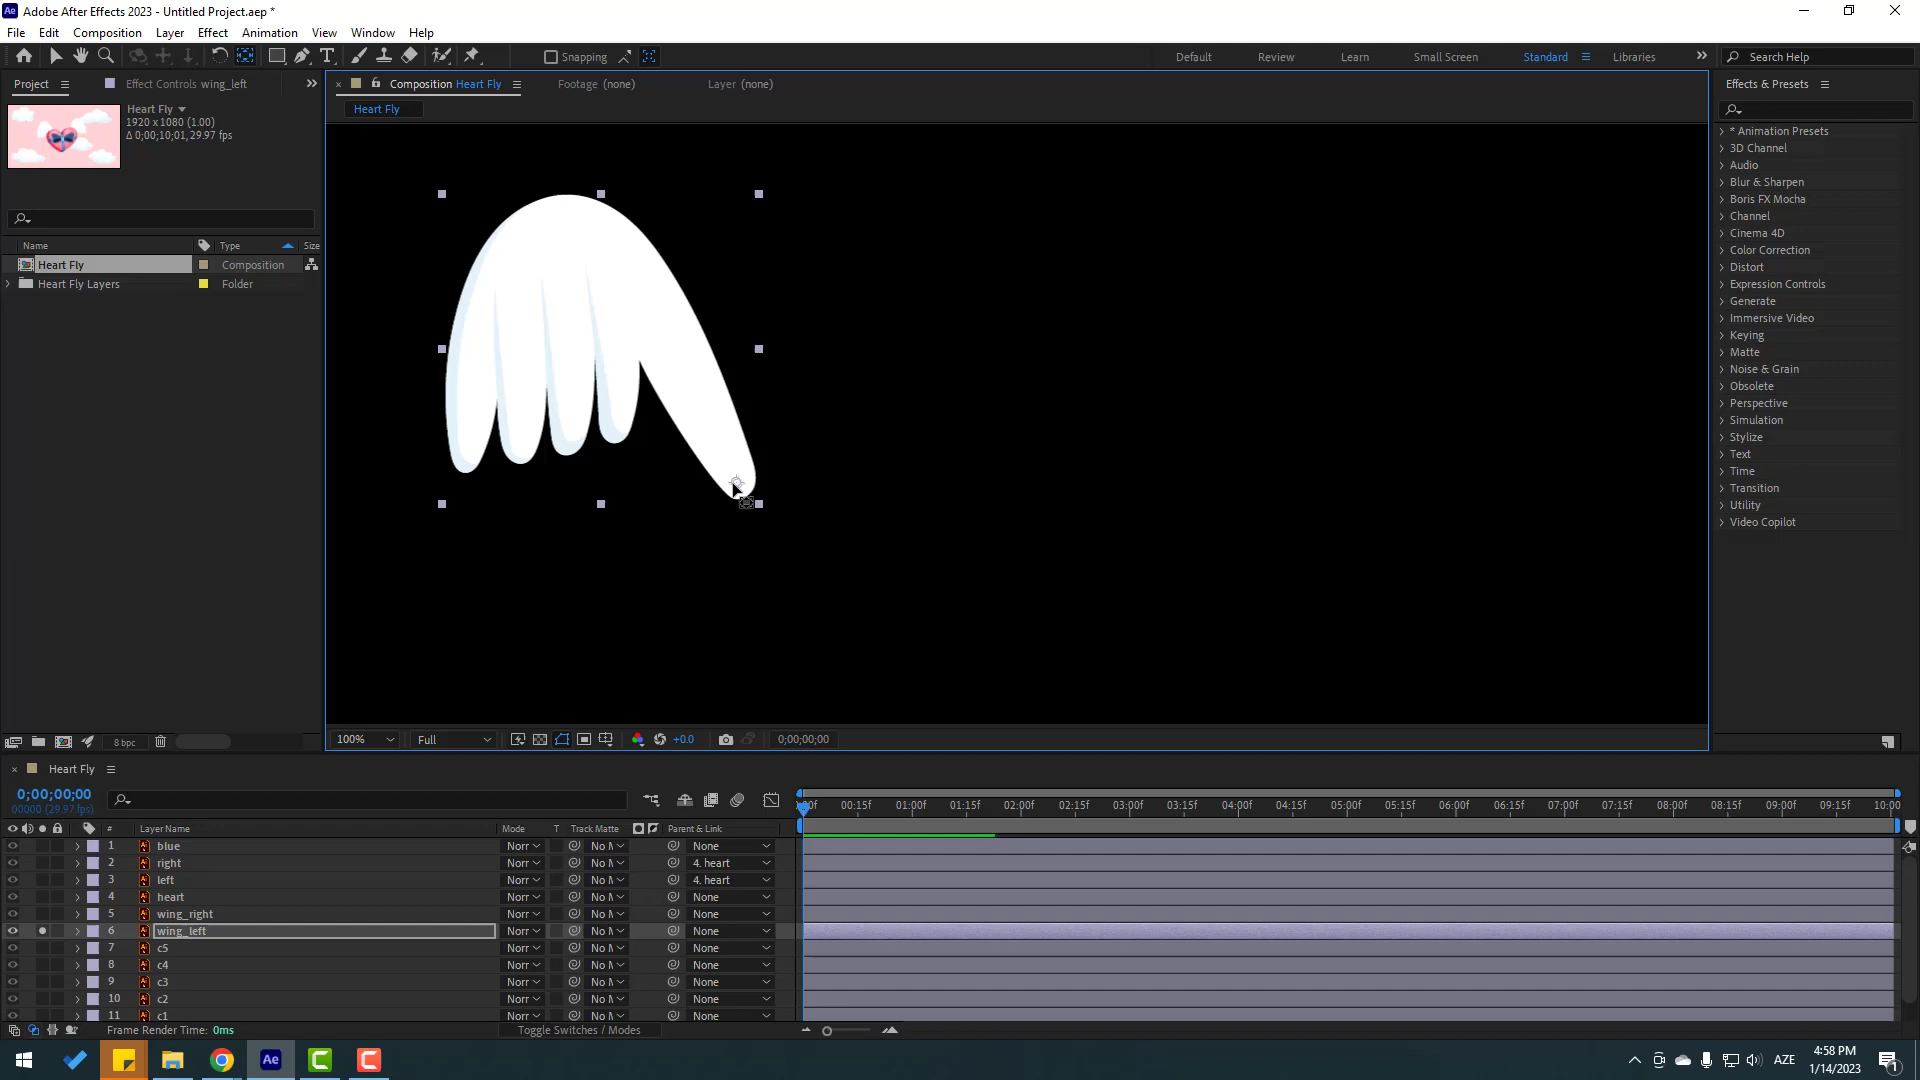 Adobe After Effects 2023 - Untitled Project.aep *
File Edit Composition Layer Effect Animation View Window Help
Snapping
Default Review Learn Small Screen Standard Libraries Search Help
Project Effect Controls wing_left
Composition Heart Fly Footage (none) Layer (none)
Effects & Presets
Heart Fly
Heart Fly
1920 x 1080 (1.00)
Δ 0;00;10;01, 29.97 fps
Name Type Size
Heart Fly Composition
Heart Fly Layers Folder
* Animation Presets
3D Channel
Audio
Blur & Sharpen
Boris FX Mocha
Channel
Cinema 4D
Color Correction
Distort
Expression Controls
Generate
Immersive Video
Keying
Matte
Noise & Grain
Obsolete
Perspective
Simulation
Stylize
Text
Time
Transition
Utility
Video Copilot
8 bpc
100% Full +0.0 0;00;00;00
Heart Fly
0;00;00;00
00000 (29.97 fps)
:00f 00:15f 01:00f 01:15f 02:00f 02:15f 03:00f 03:15f 04:00f 04:15f 05:00f 05:15f 06:00f 06:15f 07:00f 07:15f 08:00f 08:15f 09:00f 09:15f 10:00
# Layer Name Mode T Track Matte Parent & Link
1 blue Norr No M None
2 right Norr No M 4. heart
3 left Norr No M 4. heart
4 heart Norr No M None
5 wing_right Norr No M None
6 wing_left Norr No M None
7 c5 Norr No M None
8 c4 Norr No M None
9 c3 Norr No M None
10 c2 Norr No M None
11 c1 Norr No M None
Frame Render Time: 0ms Toggle Switches / Modes
Ae AZE 4:58 PM
1/14/2023 1